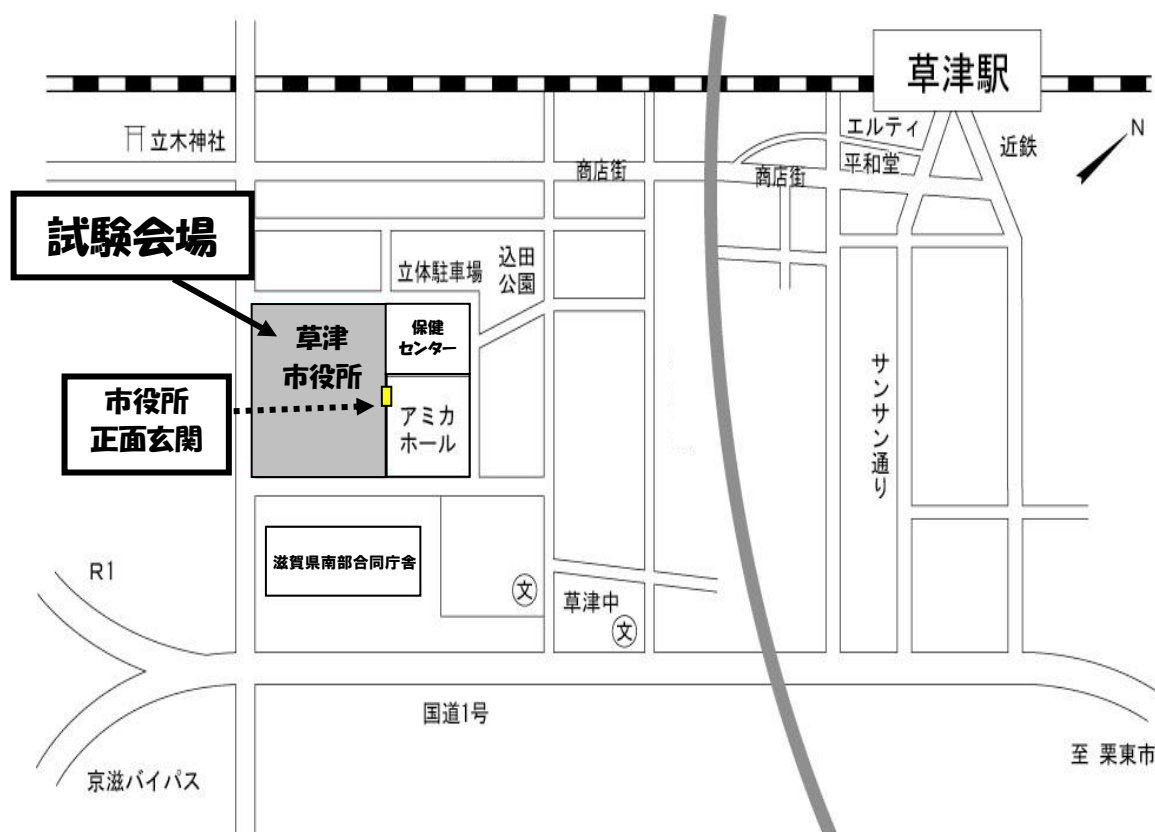 草津駅
エルティ
平和堂
近鉄
N
立木神社
商店街
商店街
試験会場
立体駐車場
込田
公園
草津
市役所
保健
センター
市役所
正面玄関
アミカ
ホール
サンサン通り
滋賀県南部合同庁舎
R1
文
草津中
文
国道1号
京滋バイパス
至 栗東市